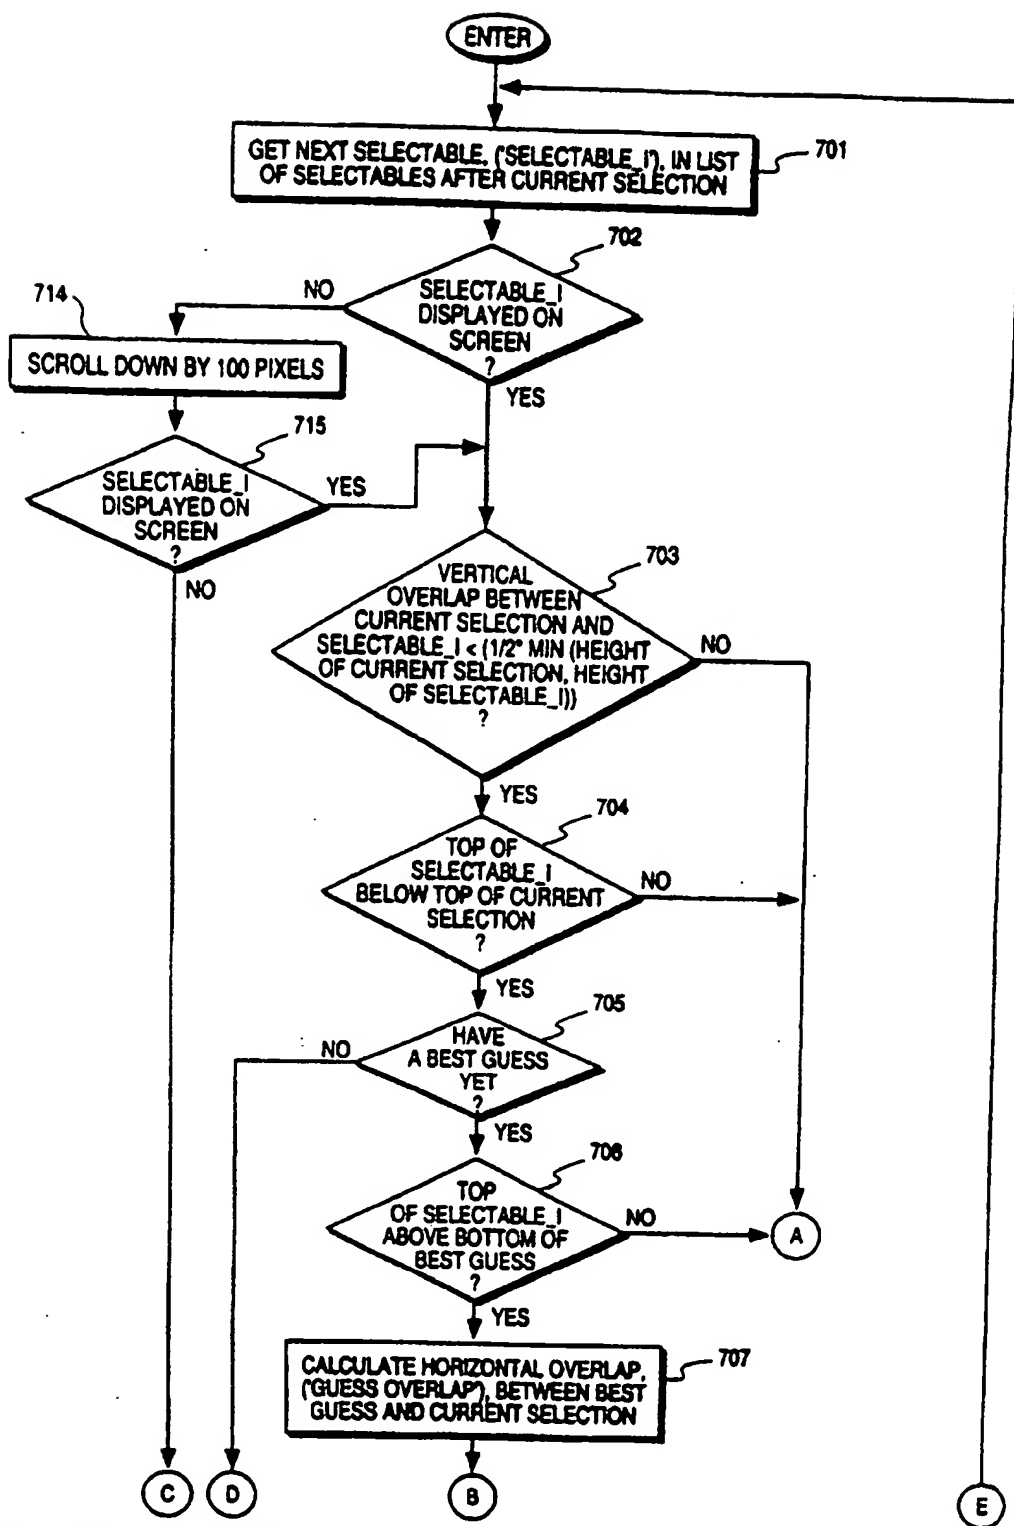 ENTER
GET NEXT SELECTABLE, ('SELECTABLE_I'), IN LIST
OF SELECTABLES AFTER CURRENT SELECTION
701
702
SELECTABLE_I
DISPLAYED ON
SCREEN
?
NO
YES
714
SCROLL DOWN BY 100 PIXELS
715
SELECTABLE_I
DISPLAYED ON
SCREEN
?
YES
NO
703
VERTICAL
OVERLAP BETWEEN
CURRENT SELECTION AND
SELECTABLE_I < (1/2* MIN (HEIGHT
OF CURRENT SELECTION, HEIGHT
OF SELECTABLE_I))
?
NO
YES
704
TOP OF
SELECTABLE_I
BELOW TOP OF CURRENT
SELECTION
?
NO
YES
705
HAVE
A BEST GUESS
YET
?
NO
YES
706
TOP
OF SELECTABLE_I
ABOVE BOTTOM OF
BEST GUESS
?
NO
A
YES
CALCULATE HORIZONTAL OVERLAP,
('GUESS OVERLAP'), BETWEEN BEST
GUESS AND CURRENT SELECTION
707
C
D
B
E